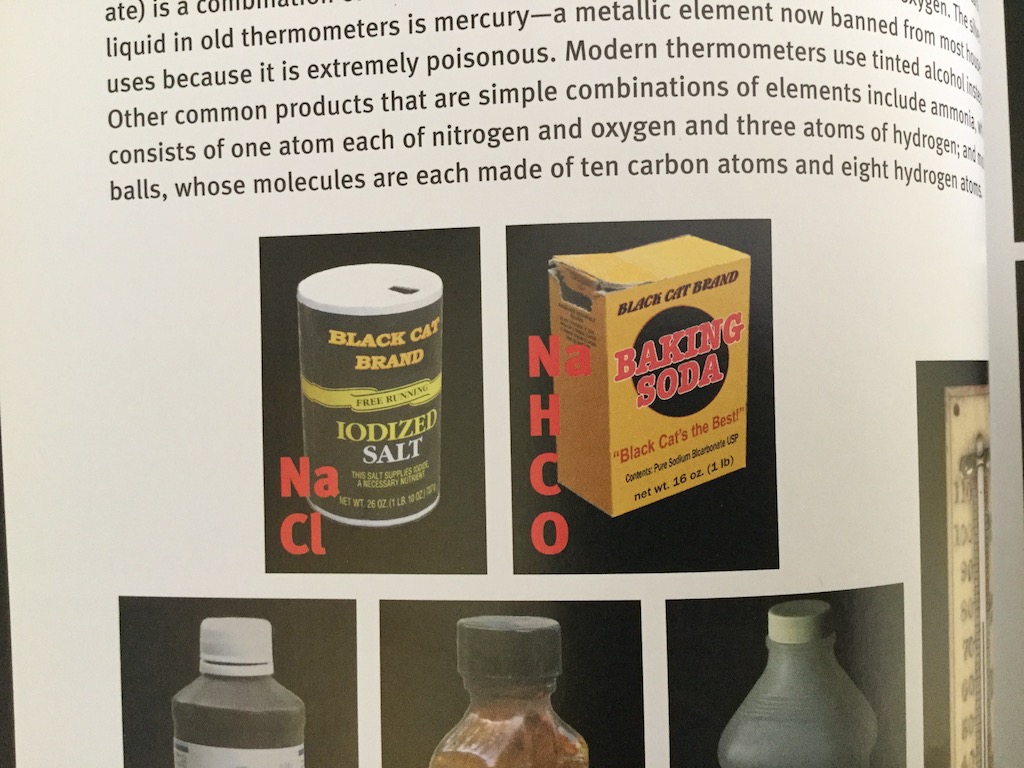 ate) is a combination
oxygen. The
liquid in old thermometers is mercury—a metallic element now banned from most
uses because it is extremely poisonous. Modern thermometers use tinted alcohol
Other common products that are simple combinations of elements include ammonia,
consists of one atom each of nitrogen and oxygen and three atoms of hydrogen; and
balls, whose molecules are each made of ten carbon atoms and eight hydrogen atoms.
BLACK CAT
BRAND
FREE RUNNING
IODIZED
SALT
THIS SALT SUPPLIES IODIDE,
A NECESSARY NUTRIENT
NET WT. 26 OZ. (1 LB. 10 OZ.)
Na
Cl
BLACK CAT BRAND
BAKING
SODA
"Black Cat's the Best!"
Contents: Pure Sodium Bicarbonate USP
net wt. 16 oz. (1 lb)
Na
H
C
O